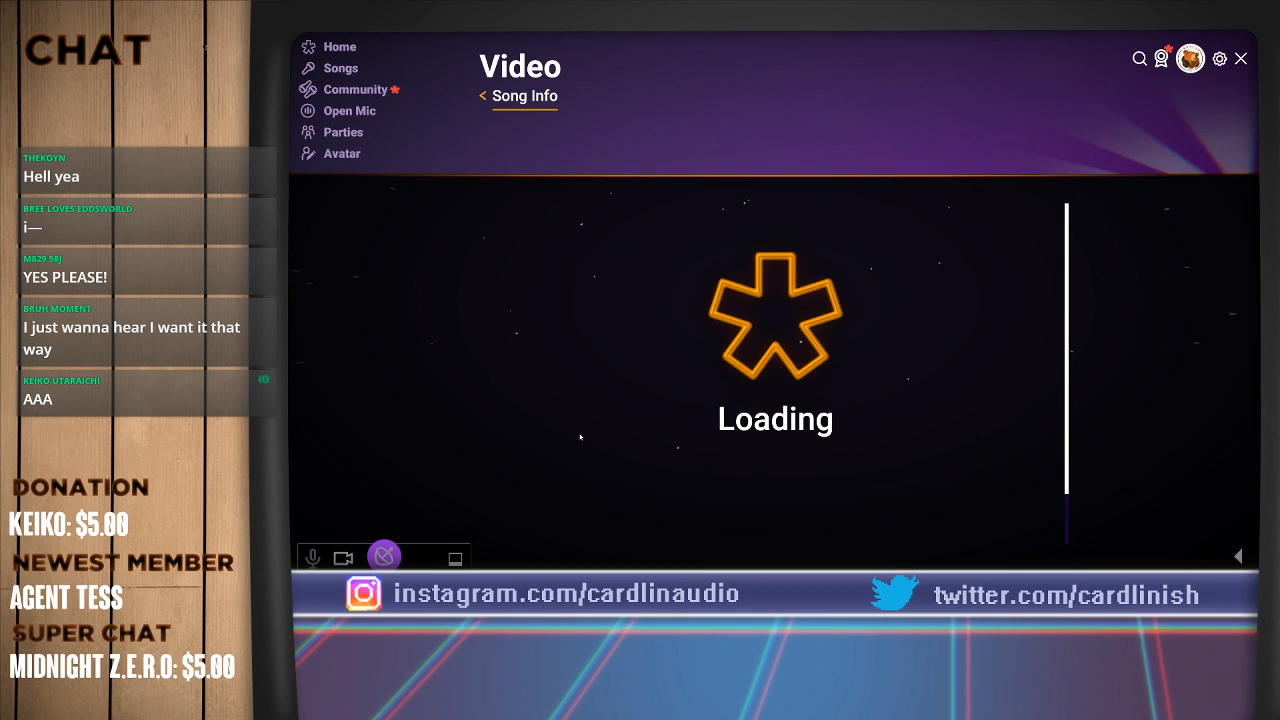 CHAT
THEKOYN
Hell yea
BREE LOVES EDDSWORLD
i—
M829 58J
YES PLEASE!
BRUH MOMENT
I just wanna hear I want it that
way
KEIKO UTARAICHI
AAA
DONATION
KEIKO: $5.00
NEWEST MEMBER
AGENT TESS
SUPER CHAT
MIDNIGHT Z.E.R.O: $5.00
Home
Songs
Community
Open Mic
Parties
Avatar
Video
< Song Info
Loading
instagram.com/cardlinaudio
twitter.com/cardlinish